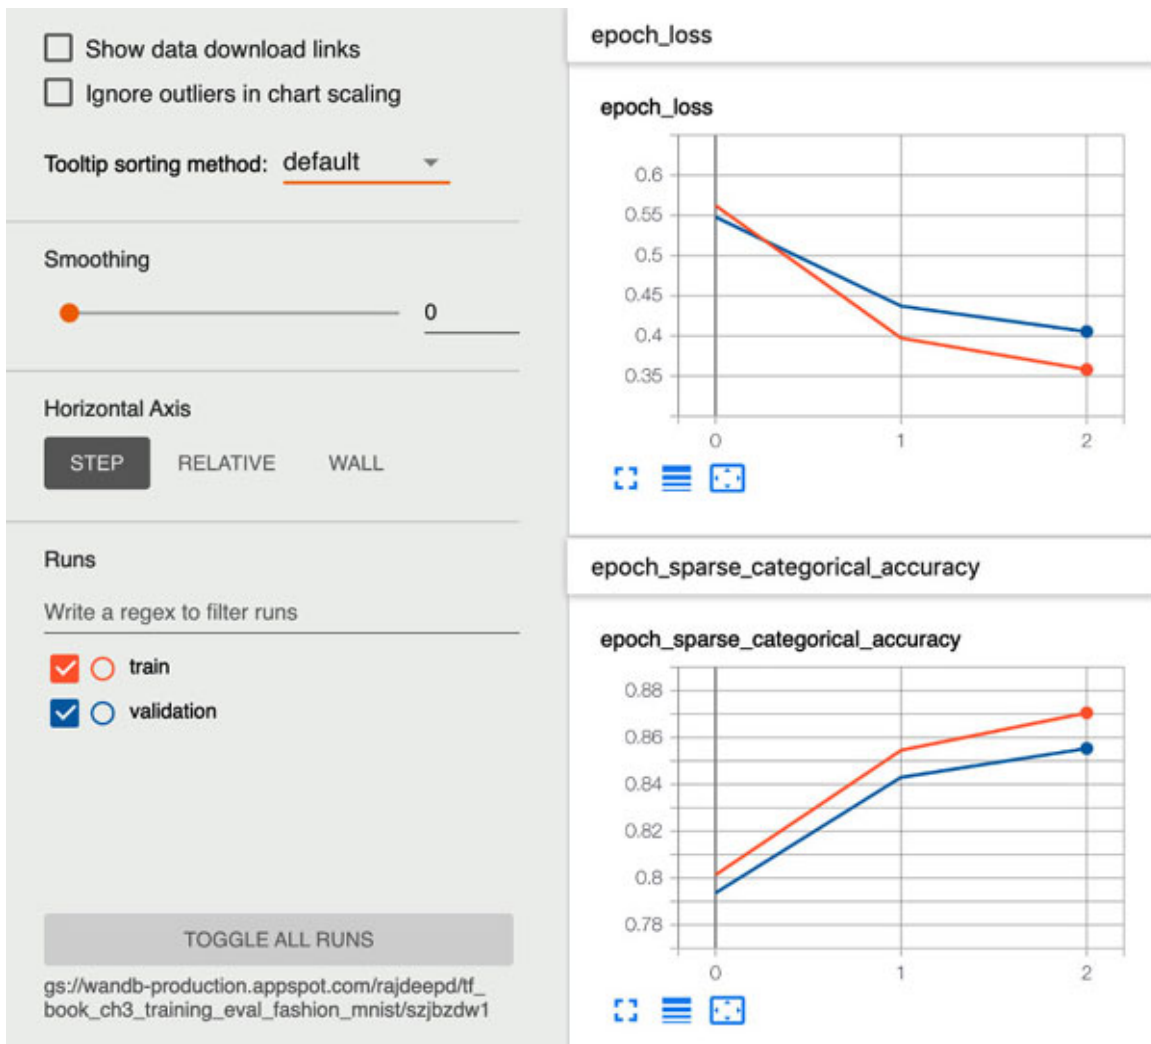 Show data download links
Ignore outliers in chart scaling
Tooltip sorting method: default
Smoothing
0
Horizontal Axis
STEP RELATIVE WALL
Runs
Write a regex to filter runs
train
validation
TOGGLE ALL RUNS
gs://wandb-production.appspot.com/rajdeepd/tf_
book_ch3_training_eval_fashion_mnist/szjbzdw1
epoch_loss
epoch_loss
0.6
0.55
0.5
0.45
0.4
0.35
0 1 2
epoch_sparse_categorical_accuracy
epoch_sparse_categorical_accuracy
0.88
0.86
0.84
0.82
0.8
0.78
0 1 2